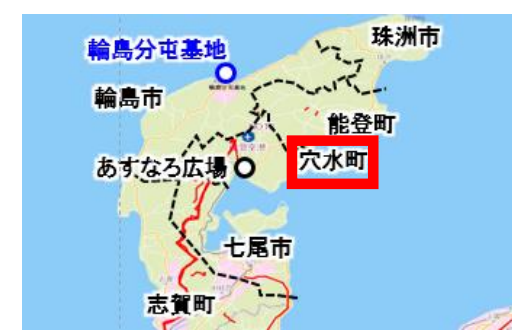 珠洲市
輪島分屯基地
輪島市
能登町
穴水町
あすなろ広場
七尾市
志賀町